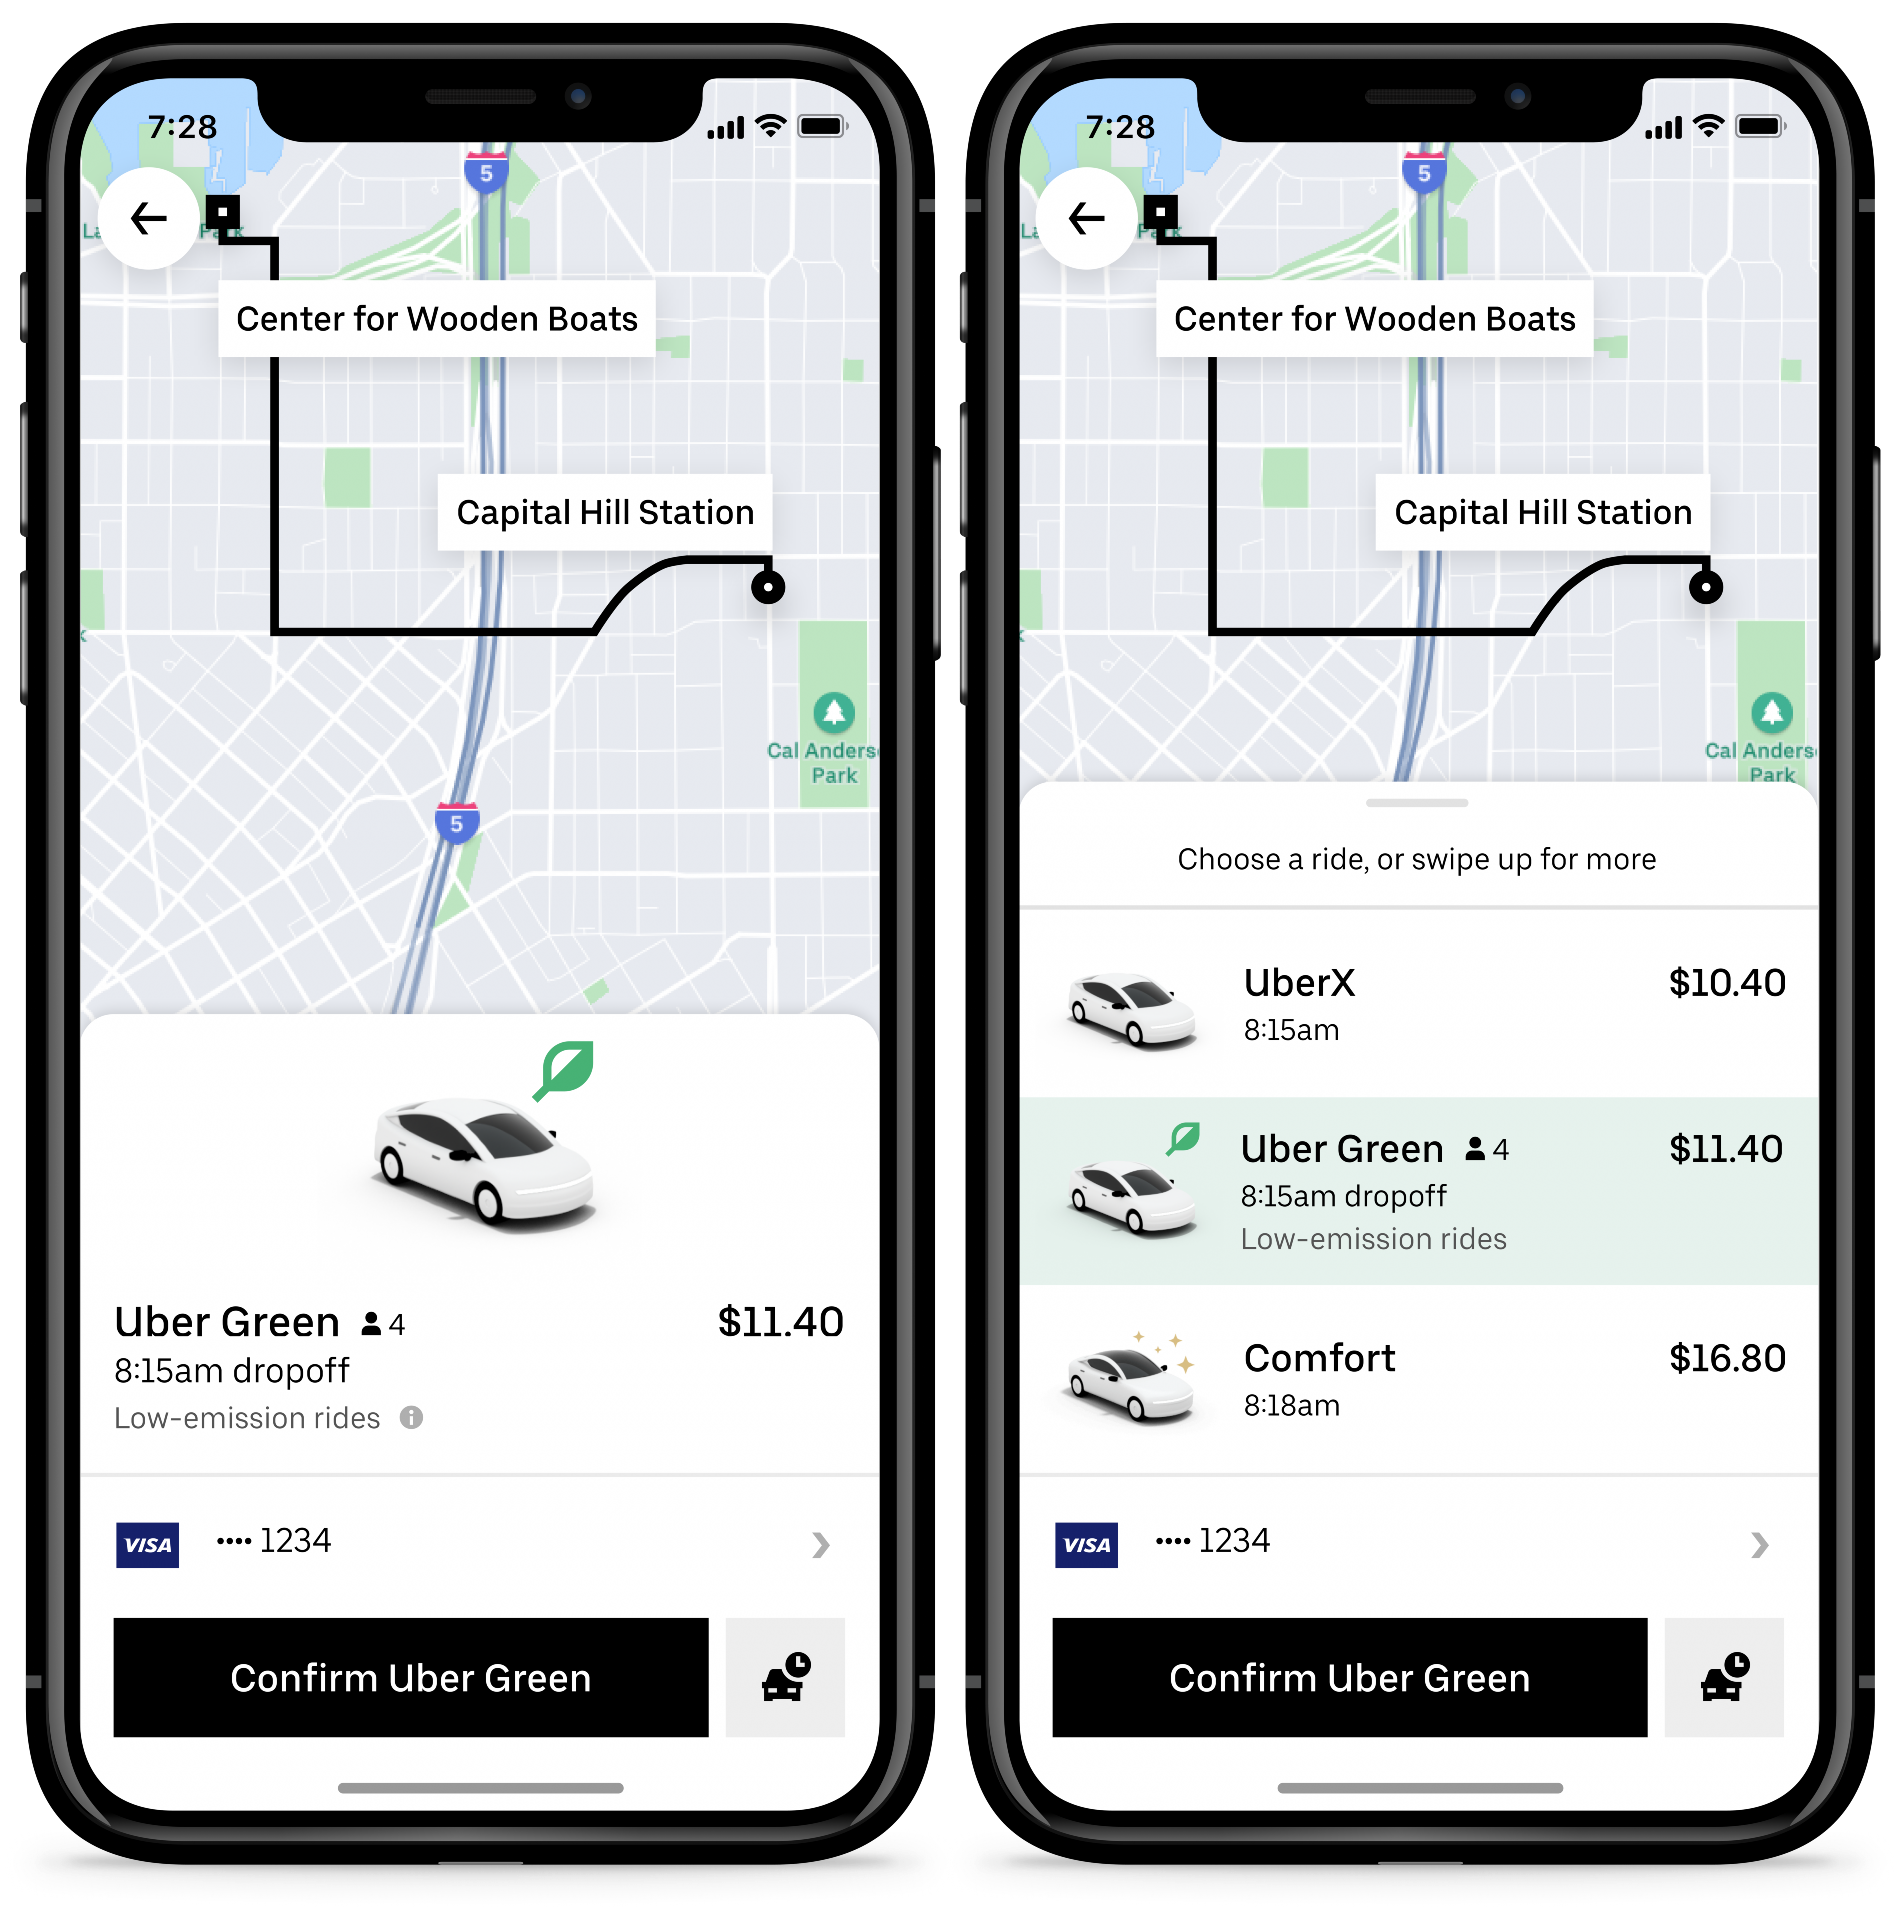 7:28
5
La
Park
Center for Wooden Boats
Capital Hill Station
k
Cal Anders
Park
5
Uber Green 4
$11.40
8:15am dropoff
Low-emission rides
VISA •••• 1234
Confirm Uber Green
7:28
5
La
Park
Center for Wooden Boats
Capital Hill Station
k
Cal Anders
Park
Choose a ride, or swipe up for more
UberX
$10.40
8:15am
Uber Green 4
$11.40
8:15am dropoff
Low-emission rides
Comfort
$16.80
8:18am
VISA •••• 1234
Confirm Uber Green